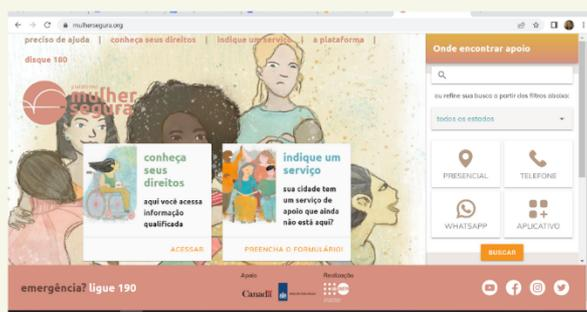 mulhersegura.org
preciso de ajuda | conheça seus direitos | indique um serviço | a plataforma |
disque 180
plataforma
mulher
segura
conheça
seus
direitos
aqui você acessa
informação
qualificada
ACESSAR
indique um
serviço
sua cidade tem
um serviço de
apoio que ainda
não está aqui?
PREENCHA O FORMULÁRIO!
Onde encontrar apoio
ou refine sua busca a partir dos filtros abaixo:
todos os estados
PRESENCIAL
TELEFONE
WHATSAPP
APLICATIVO
BUSCAR
emergência? ligue 190
Apoio
Canadä
Realização